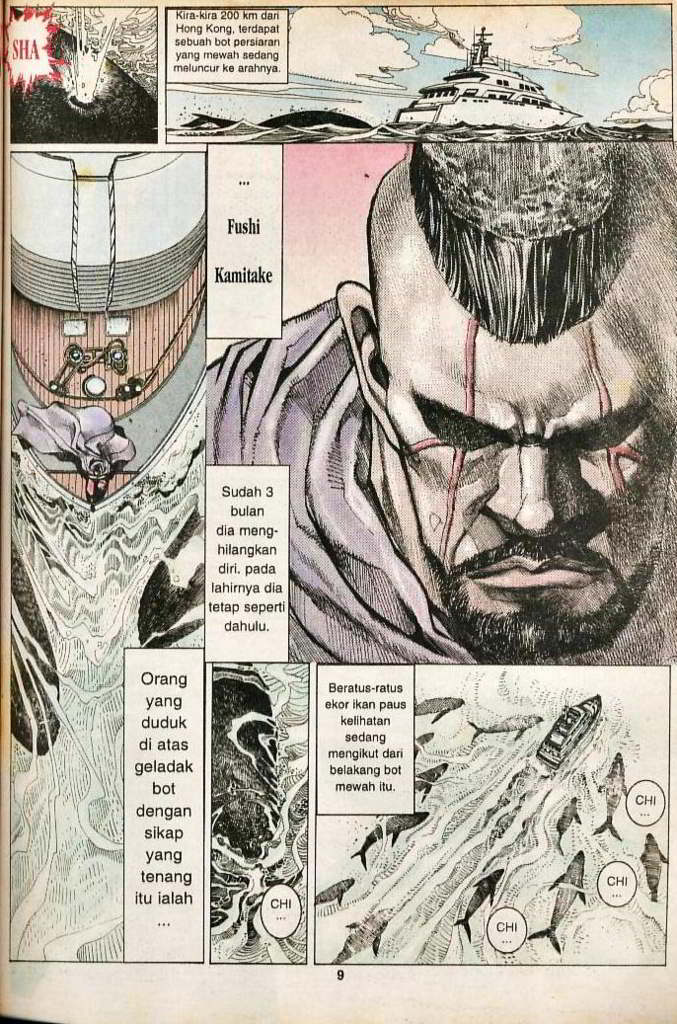 SHA
Kira-kira 200 km dari
Hong Kong, terdapat
sebuah bot persiaran
yang mewah sedang
meluncur ke arahnya.
Orang
yang
duduk
di atas
geladak
bot
dengan
sikap
yang
tenang
itu ialah
...
...
Fushi
Kamitake
Sudah 3
bulan
dia meng-
hilangkan
diri, pada
lahirnya dia
tetap seperti
dahulu.
CHI
...
Beratus-ratus
ekor ikan paus
kelihatan
sedang
mengikut dari
belakang bot
mewah itu.
CHI
...
CHI
...
CHI
...
9